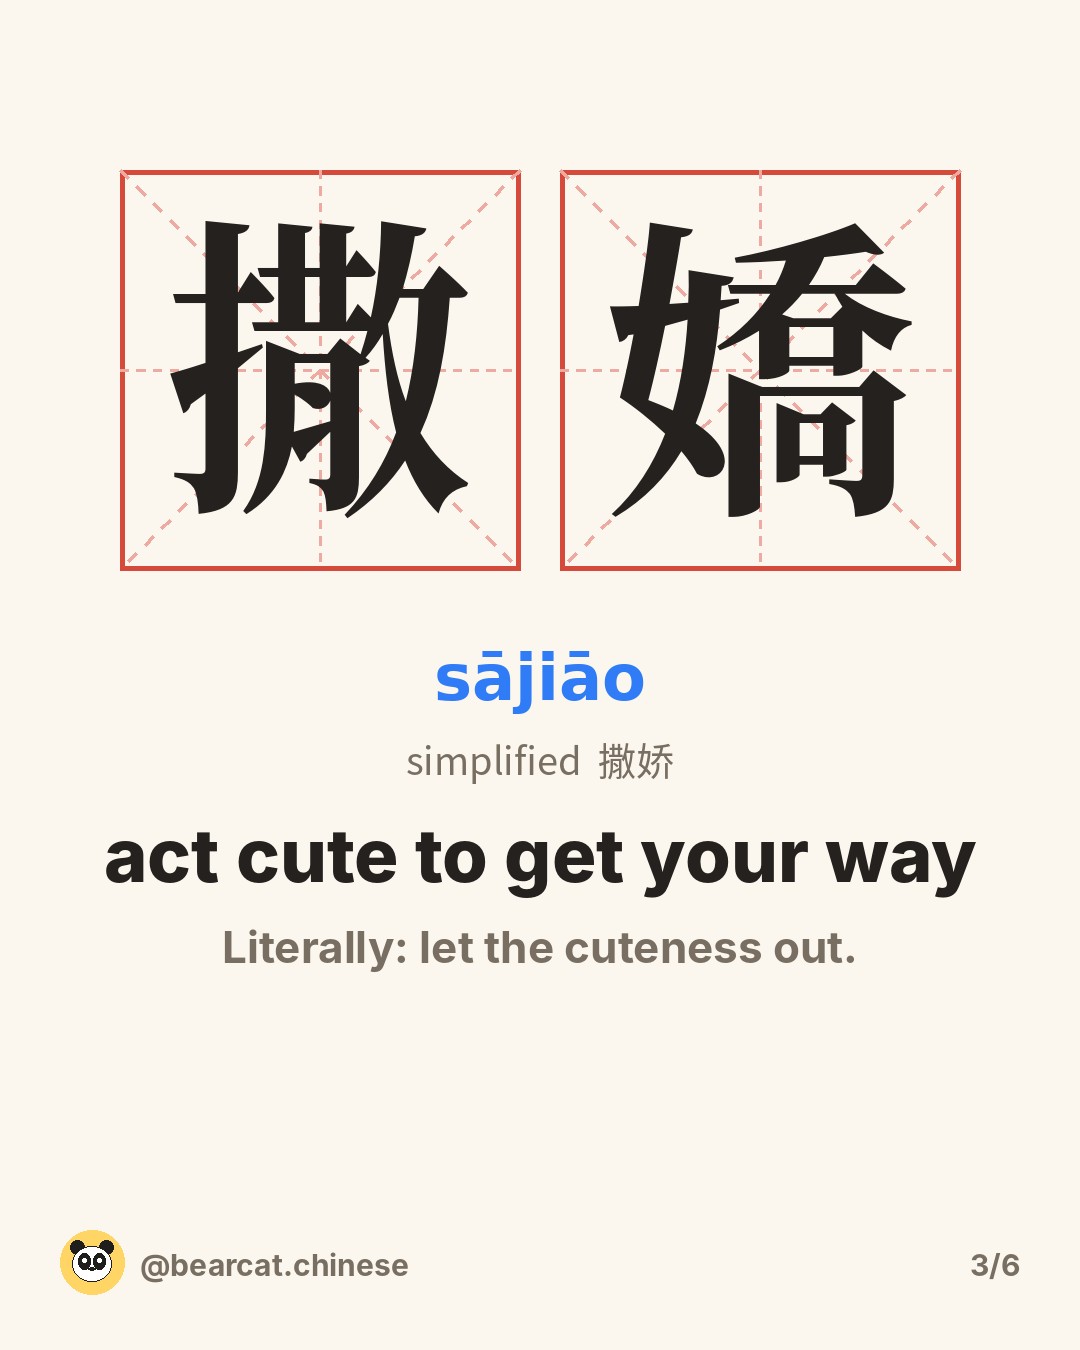 撒嬌
sājiāo
simplified 撒娇
act cute to get your way
Literally: let the cuteness out.
@bearcat.chinese
3/6